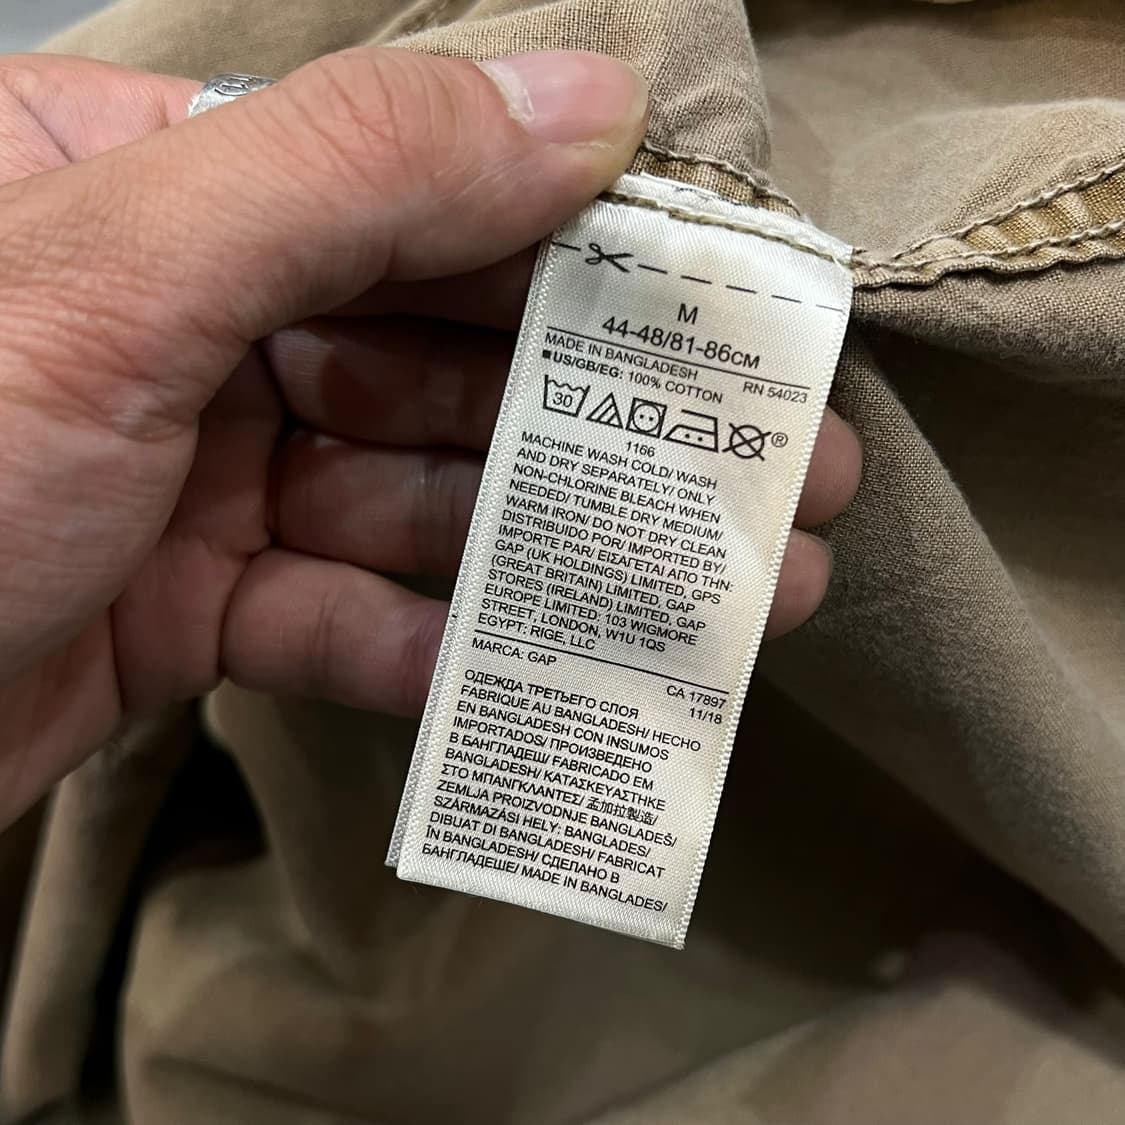 M
44-48/81-86CM
MADE IN BANGLADESH RN 54023
■US/GB/EG: 100% COTTON
30
®
1166
MACHINE WASH COLD/ WASH
AND DRY SEPARATELY/ ONLY
NON-CHLORINE BLEACH WHEN
NEEDED/ TUMBLE DRY MEDIUM/
WARM IRON/ DO NOT DRY CLEAN
DISTRIBUIDO POR/ IMPORTED BY/
IMPORTE PAR/ ΕΙΣΑΓΕΤΑΙ ΑΠΟ ΤΗΝ:
GAP (UK HOLDINGS) LIMITED, GPS
(GREAT BRITAIN) LIMITED, GAP
STORES (IRELAND) LIMITED, GAP
EUROPE LIMITED: 103 WIGMORE
STREET, LONDON, W1U 1QS
EGYPT: RIGE, LLC
MARCA: GAP
CA 17897
11/18
ОДЕЖДА ТРЕТЬЕГО СЛОЯ
FABRIQUE AU BANGLADESH/ HECHO
EN BANGLADESH CON INSUMOS
IMPORTADOS/ ПРОИЗВЕДЕНО
В БАНГЛАДЕШ/ FABRICADO EM
BANGLADESH/ ΚΑΤΑΣΚΕΥΑΣΤΗΚΕ
ΣΤΟ ΜΠΑΝΓΚΛΑΝΤΕΣ/ 孟加拉製造/
ZEMLJA PROIZVODNJE BANGLADEŠ/
SZÁRMAZÁSI HELY: BANGLADES/
DIBUAT DI BANGLADESH/ FABRICAT
ÎN BANGLADESH/ СДЕЛАНО В
БАНГЛАДЕШЕ/ MADE IN BANGLADES/